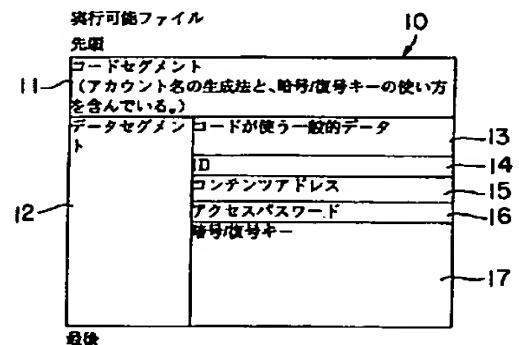 実行可能ファイル
10
先頭
11
コードセグメント
(アカウント名の生成法と、暗号/復号キーの使い方
を含んでいる。)
データセグメン
ト
コードが使う一般的データ
13
ID
14
コンテンツアドレス
15
12
アクセスパスワード
16
暗号/復号キー
17
最後